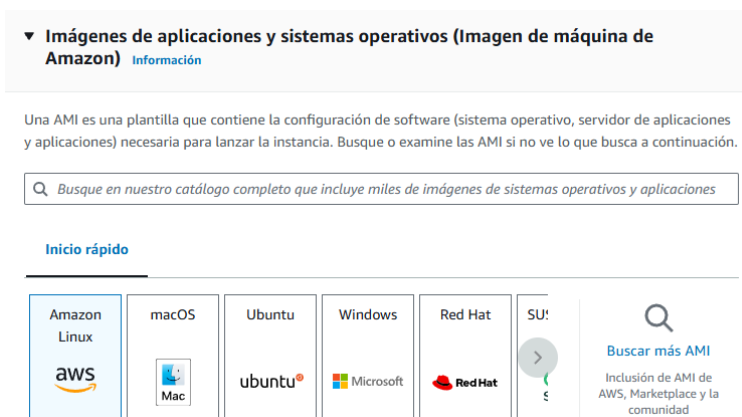 Imágenes de aplicaciones y sistemas operativos (Imagen de máquina de
Amazon) Información
Una AMI es una plantilla que contiene la configuración de software (sistema operativo, servidor de aplicaciones
y aplicaciones) necesaria para lanzar la instancia. Busque o examine las AMI si no ve lo que busca a continuación.
Busque en nuestro catálogo completo que incluye miles de imágenes de sistemas operativos y aplicaciones
Inicio rápido
Amazon
Linux
aws
macOS
Mac
Ubuntu
ubuntu®
Windows
Microsoft
Red Hat
Red Hat
SUS
S
Buscar más AMI
Inclusión de AMI de
AWS, Marketplace y la
comunidad